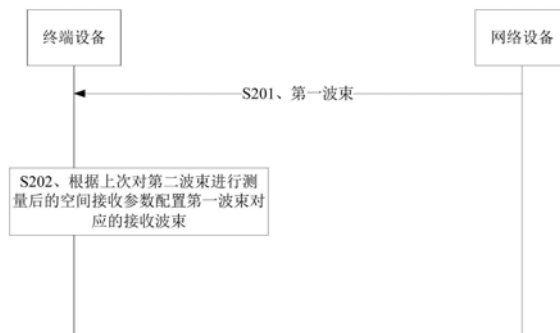 终端设备
网络设备
S201、第一波束
S202、根据上次对第二波束进行测
量后的空间接收参数配置第一波束对
应的接收波束